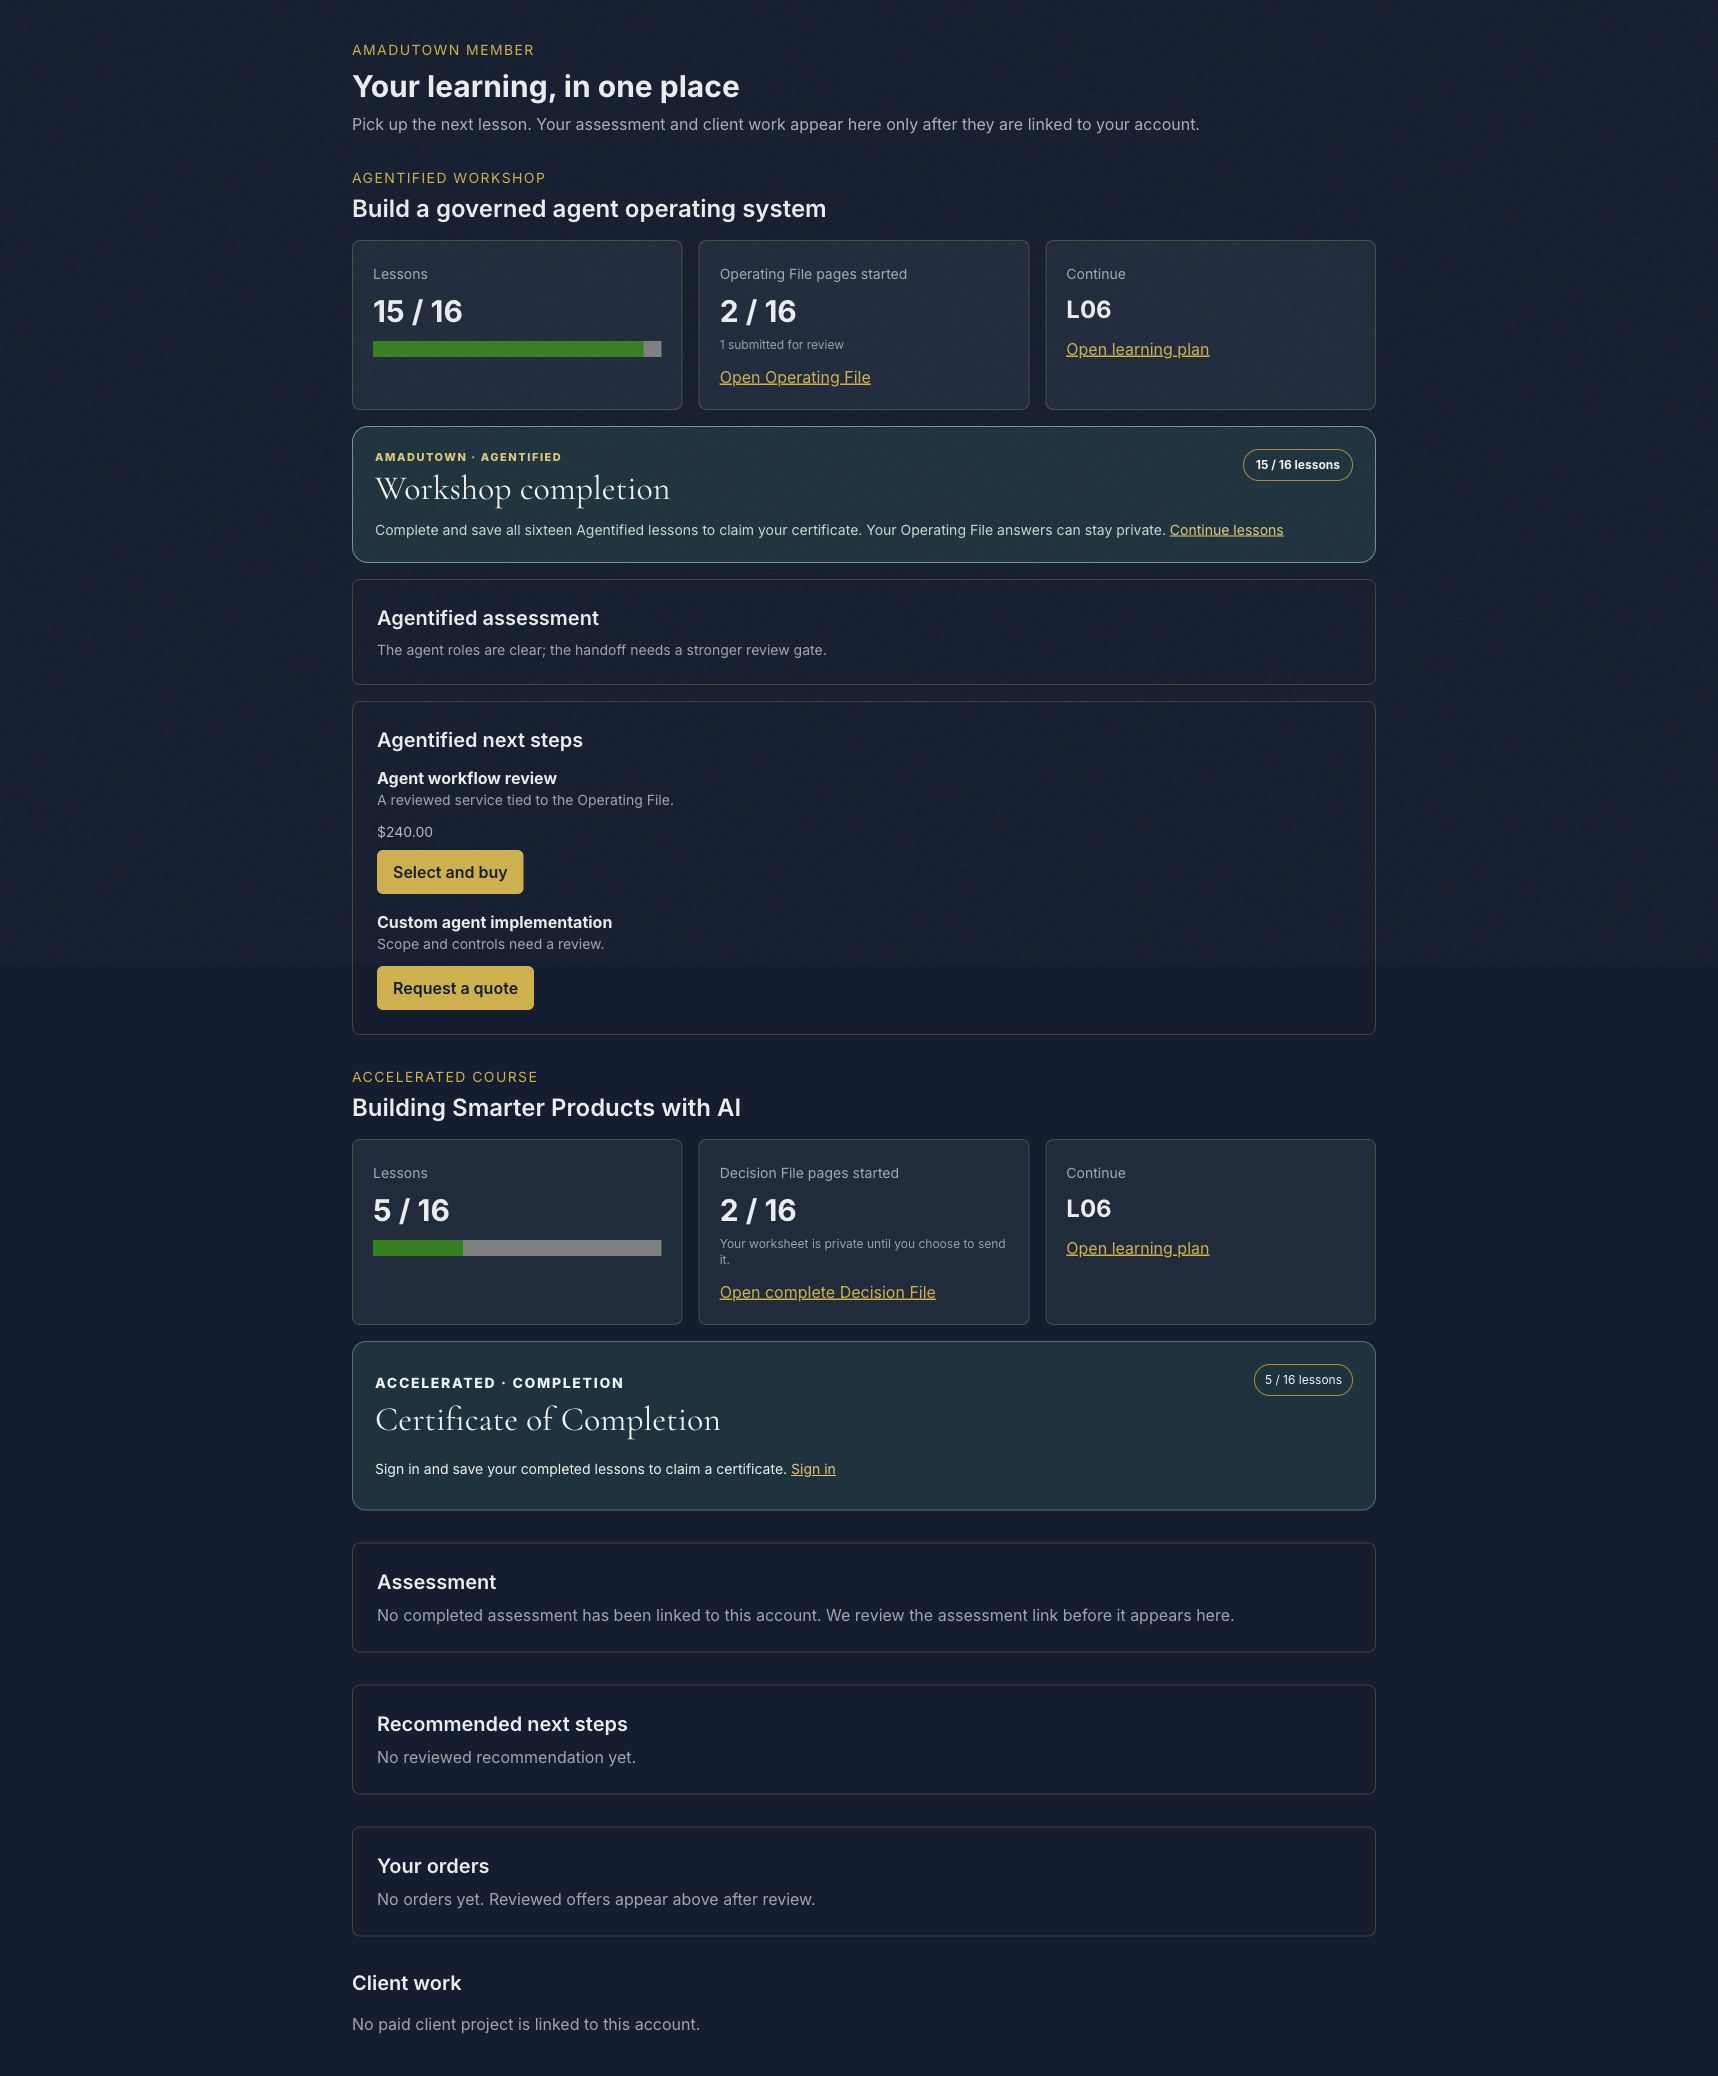 AMADUTOWN MEMBER
Your learning, in one place
Pick up the next lesson. Your assessment and client work appear here only after they are linked to your account.
AGENTIFIED WORKSHOP
Build a governed agent operating system
Lessons
15 / 16
Operating File pages started
2 / 16
1 submitted for review
Open Operating File
Continue
L06
Open learning plan
AMADUTOWN · AGENTIFIED
Workshop completion
15 / 16 lessons
Complete and save all sixteen Agentified lessons to claim your certificate. Your Operating File answers can stay private. Continue lessons
Agentified assessment
The agent roles are clear; the handoff needs a stronger review gate.
Agentified next steps
Agent workflow review
A reviewed service tied to the Operating File.
$240.00
Select and buy
Custom agent implementation
Scope and controls need a review.
Request a quote
ACCELERATED COURSE
Building Smarter Products with AI
Lessons
5 / 16
Decision File pages started
2 / 16
Your worksheet is private until you choose to send
it.
Open complete Decision File
Continue
L06
Open learning plan
ACCELERATED · COMPLETION
Certificate of Completion
5 / 16 lessons
Sign in and save your completed lessons to claim a certificate. Sign in
Assessment
No completed assessment has been linked to this account. We review the assessment link before it appears here.
Recommended next steps
No reviewed recommendation yet.
Your orders
No orders yet. Reviewed offers appear above after review.
Client work
No paid client project is linked to this account.